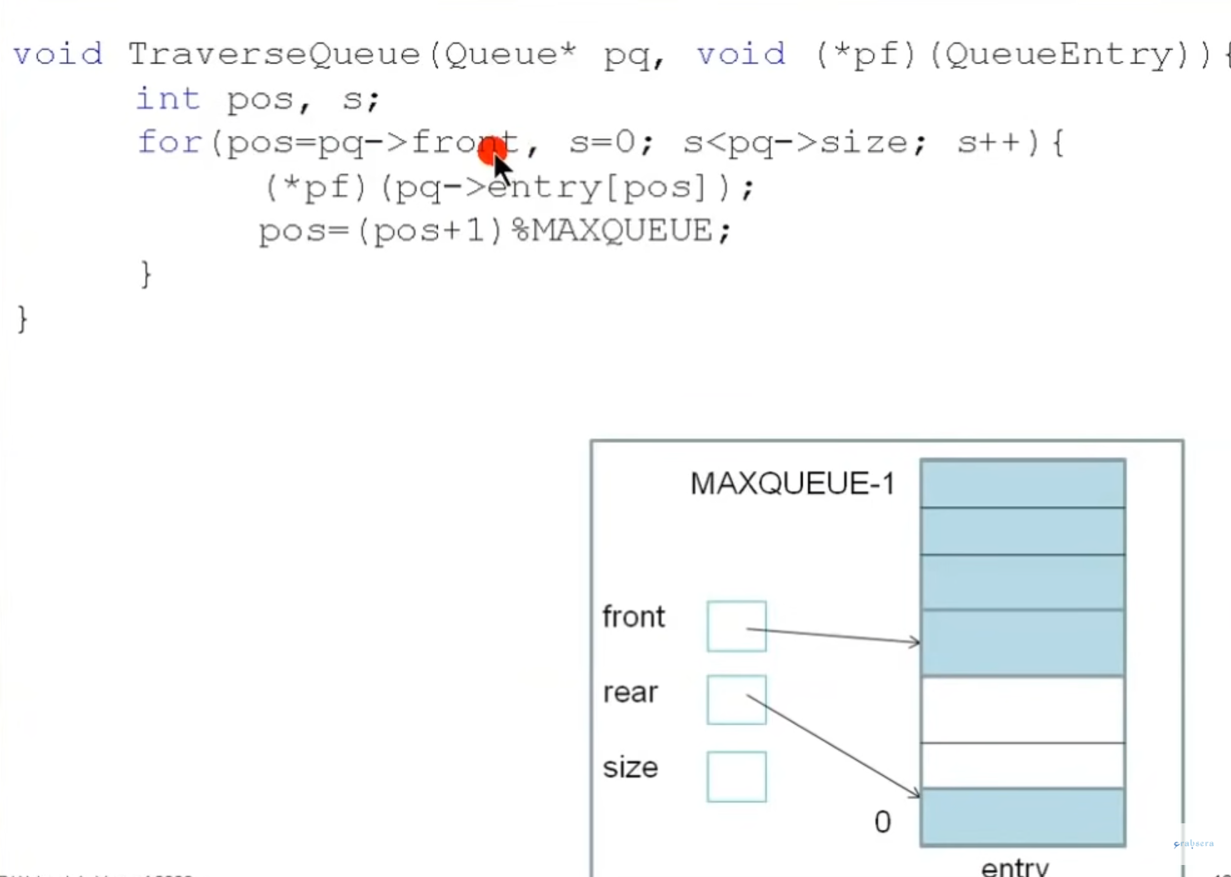 void TraverseQueue(Queue* pq, void (*pf)(QueueEntry)){
int pos, s;
for(pos=pq->front, s=0; s<pq->size; s++){
(*pf)(pq->entry[pos]);
pos=(pos+1)%MAXQUEUE;
}
}
MAXQUEUE-1
front
rear
size
0
entry